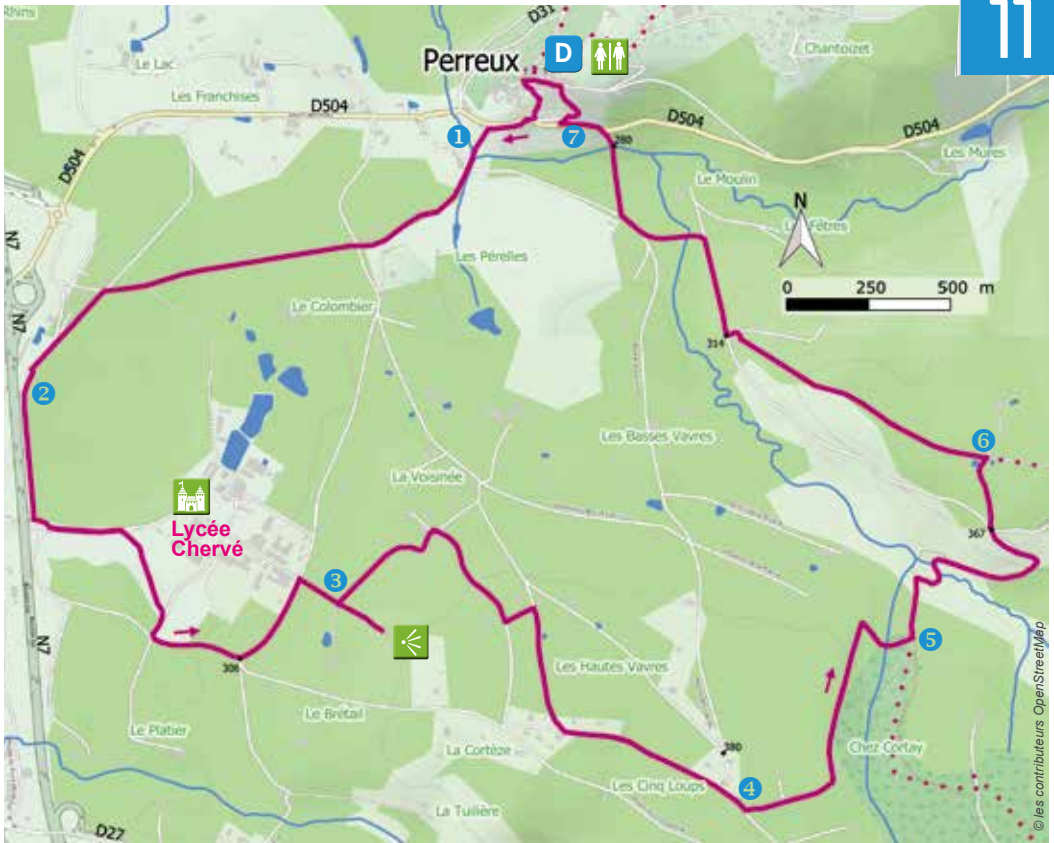 11
D31
Rhins
Perreux
D
Chantoizet
Le Lac
Les Franchises
D504
1
7
D504
D504
280
Les Mures
D504
Le Moulin
N
Les Fêtres
N7
Les Pérelles
0 250 500 m
N7
Le Colombier
314
2
Les Basses Vavres
6
La Voisinée
Lycée
Chervé
367
3
5
306
Les Hautes Vavres
N7
Le Brétail
Le Platier
La Cortèze
380
Chez Cortay
Les Cinq Loups
4
La Tuilière
D27
© les contributeurs OpenStreetMap